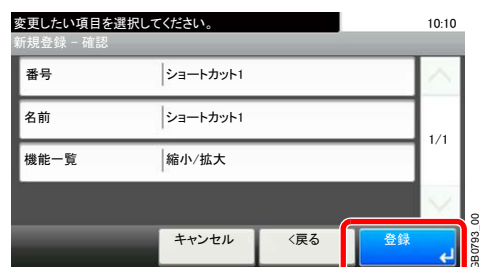 変更したい項目を選択してください。 10:10
新規登録 - 確認
番号 ショートカット1
名前 ショートカット1
1/1
機能一覧 縮小/拡大
キャンセル <戻る 登録
GB0793_00